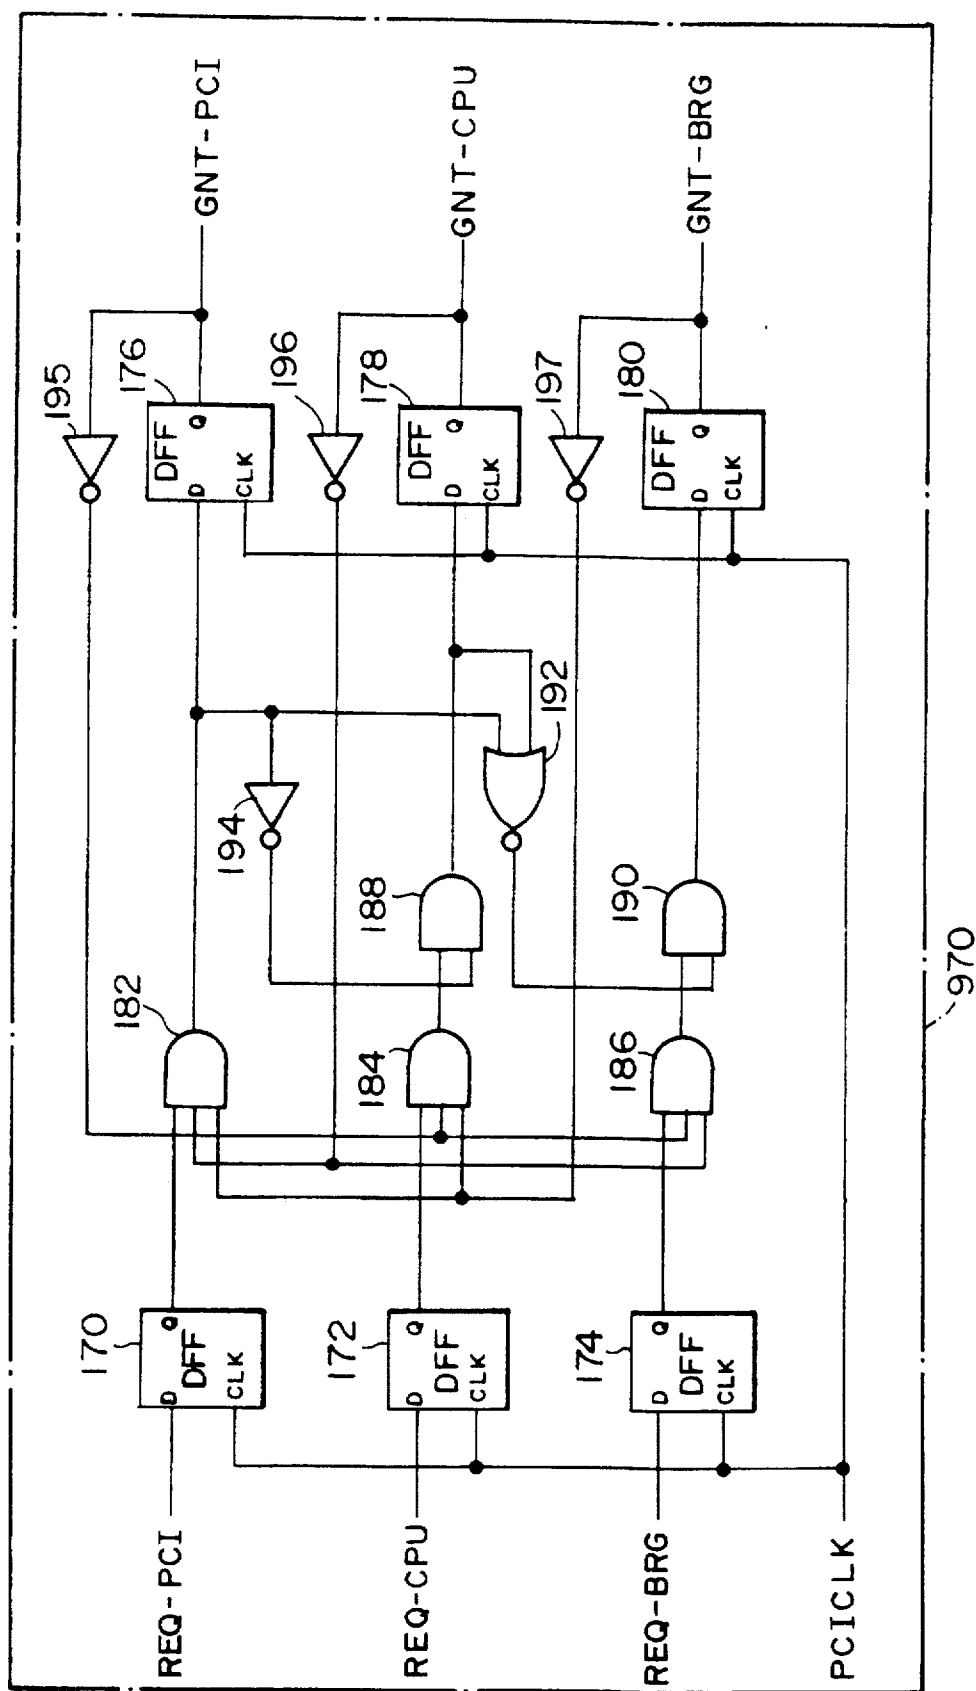 REQ-PCI
170
D
Q
DFF
CLK
182
195
176
DFF
D
Q
CLK
GNT-PCI
194
196
REQ-CPU
172
D
Q
DFF
CLK
184
188
178
DFF
D
Q
CLK
GNT-CPU
192
197
REQ-BRG
174
D
Q
DFF
CLK
186
190
180
DFF
D
Q
CLK
GNT-BRG
PCICLK
970